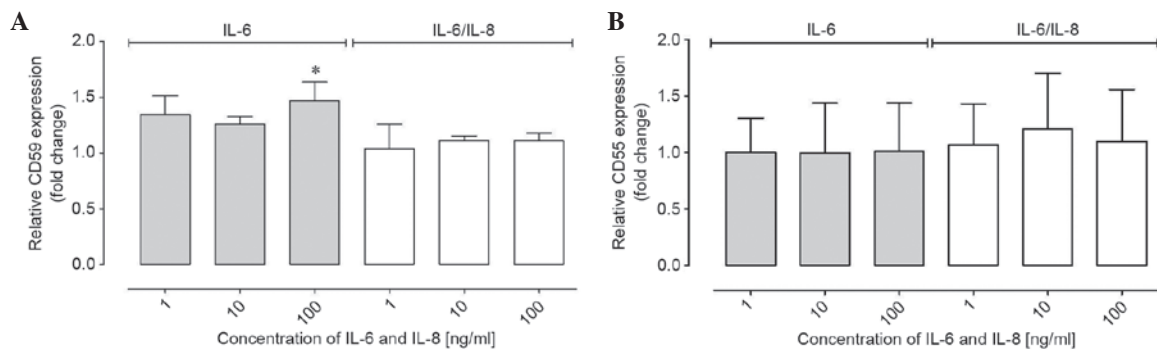 A
IL-6
IL-6/IL-8
Relative CD59 expression
(fold change)
2.0
1.5
1.0
0.5
0.0
*
1
10
100
1
10
100
Concentration of IL-6 and IL-8 [ng/ml]
B
IL-6
IL-6/IL-8
Relative CD55 expression
(fold change)
2.0
1.5
1.0
0.5
0.0
1
10
100
1
10
100
Concentration of IL-6 and IL-8 [ng/ml]